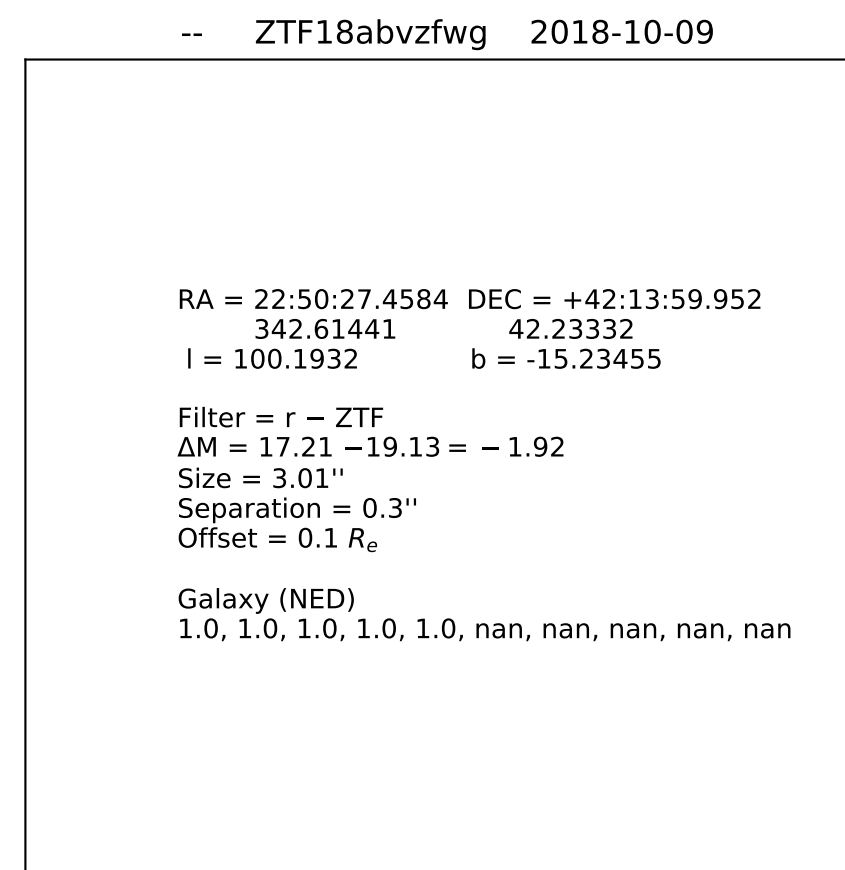 -- ZTF18abvzfwg 2018-10-09
RA = 22:50:27.4584 DEC = +42:13:59.952
342.61441 42.23332
l = 100.1932 b = -15.23455
Filter = r − ZTF
ΔM = 17.21 −19.13 = − 1.92
Size = 3.01''
Separation = 0.3''
Offset = 0.1 Re
Galaxy (NED)
1.0, 1.0, 1.0, 1.0, 1.0, nan, nan, nan, nan, nan